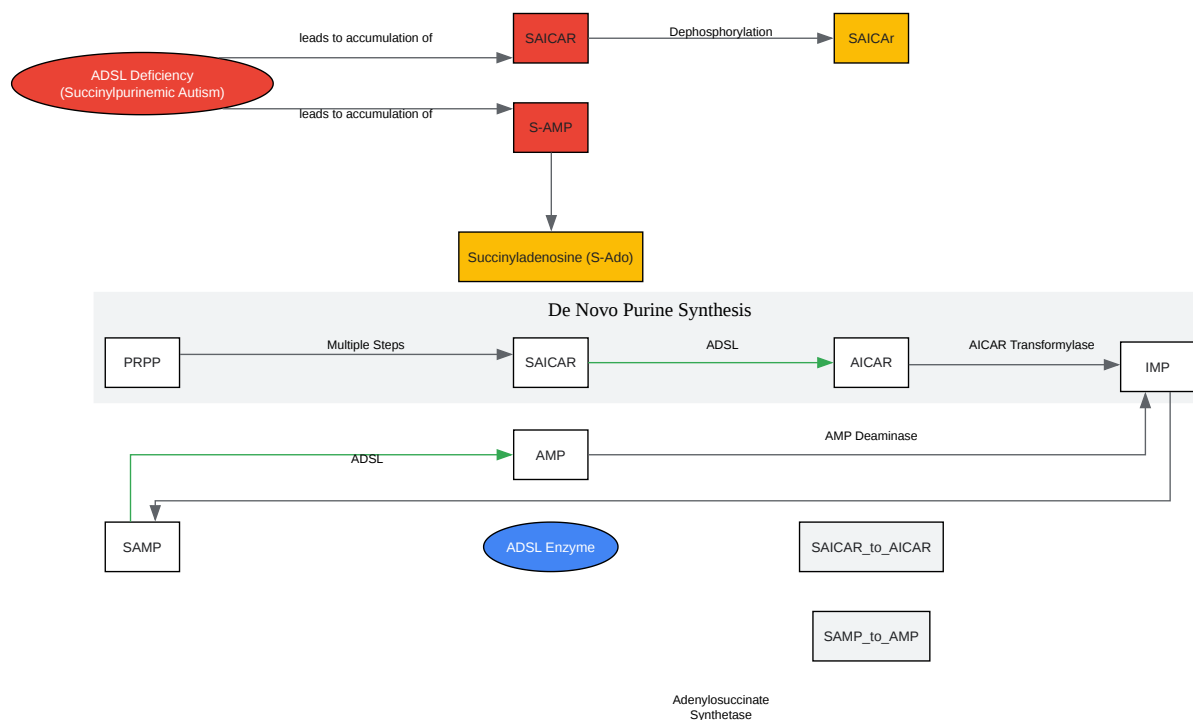 leads to accumulation of
SAICAR
Dephosphorylation
SAICAr
ADSL Deficiency
(Succinylpurinemic Autism)
leads to accumulation of
S-AMP
Succinyladenosine (S-Ado)
De Novo Purine Synthesis
PRPP
Multiple Steps
SAICAR
ADSL
AICAR
AICAR Transformylase
IMP
ADSL
AMP
AMP Deaminase
SAMP
ADSL Enzyme
SAICAR_to_AICAR
SAMP_to_AMP
Adenylosuccinate
Synthetase